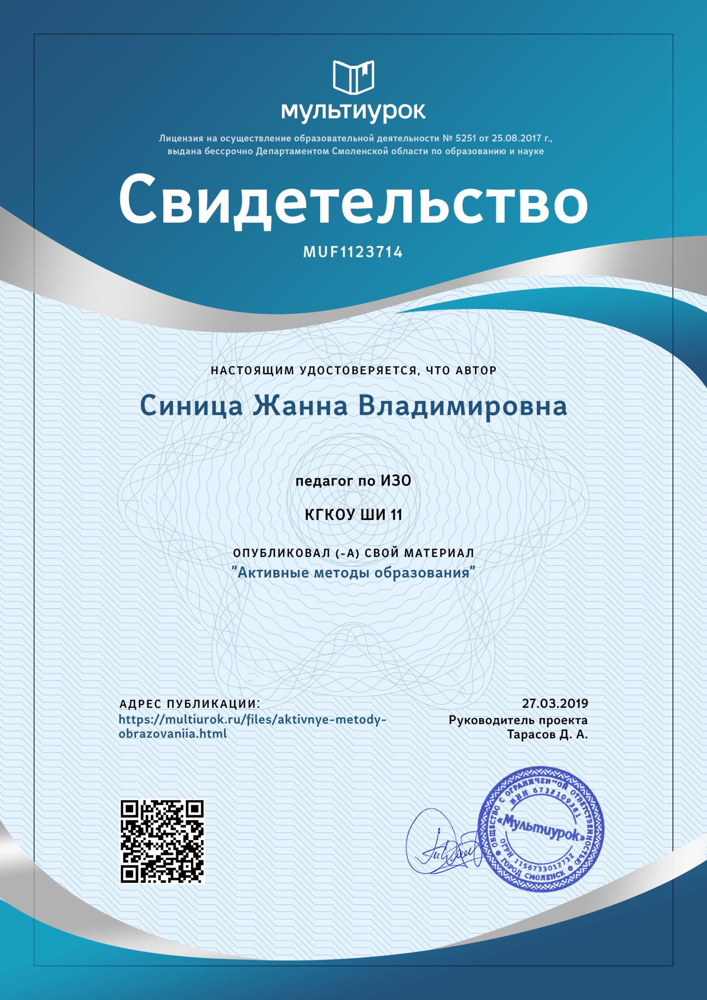 мультиурок
Лицензия на осуществление образовательной деятельности № 5251 от 25.08.2017 г.,
выдана бессрочно Департаментом Смоленской области по образованию и науке
Свидетельство
MUF1123714
НАСТОЯЩИМ УДОСТОВЕРЯЕТСЯ, ЧТО АВТОР
Синица Жанна Владимировна
педагог по ИЗО
КГКОУ ШИ 11
ОПУБЛИКОВАЛ (-А) СВОЙ МАТЕРИАЛ
"Активные методы образования"
АДРЕС ПУБЛИКАЦИИ:
https://multiurok.ru/files/aktivnye-metody-
obrazovaniia.html
27.03.2019
Руководитель проекта
Тарасов Д. А.
ОБЩЕСТВО С ОГРАНИЧЕН"ОЙ ОТВЕТСТВЕННОСТЬЮ
ИНН 6732109381
«Мультиурок»
ОГРН 1156733012732
ГОРОД СМОЛЕНСК